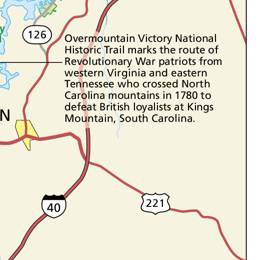 126
Overmountain Victory National
Historic Trail marks the route of
Revolutionary War patriots from
western Virginia and eastern
Tennessee who crossed North
Carolina mountains in 1780 to
defeat British loyalists at Kings
Mountain, South Carolina.
N
221
40